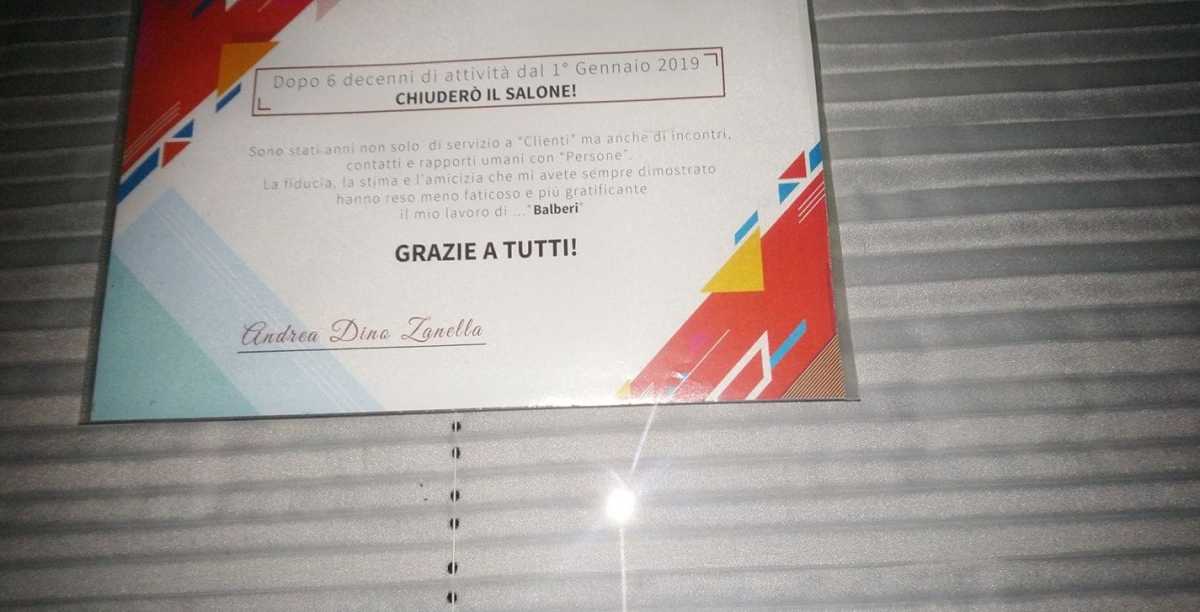 Dopo 6 decenni di attività dal 1° Gennaio 2019
CHIUDERÒ IL SALONE!
Sono stati anni non solo di servizio a "Clienti" ma anche di incontri,
contatti e rapporti umani con "Persone".
La fiducia, la stima e l'amicizia che mi avete sempre dimostrato
hanno reso meno faticoso e più gratificante
il mio lavoro di ..."Balberi"
GRAZIE A TUTTI!
Andrea Dino Zanella